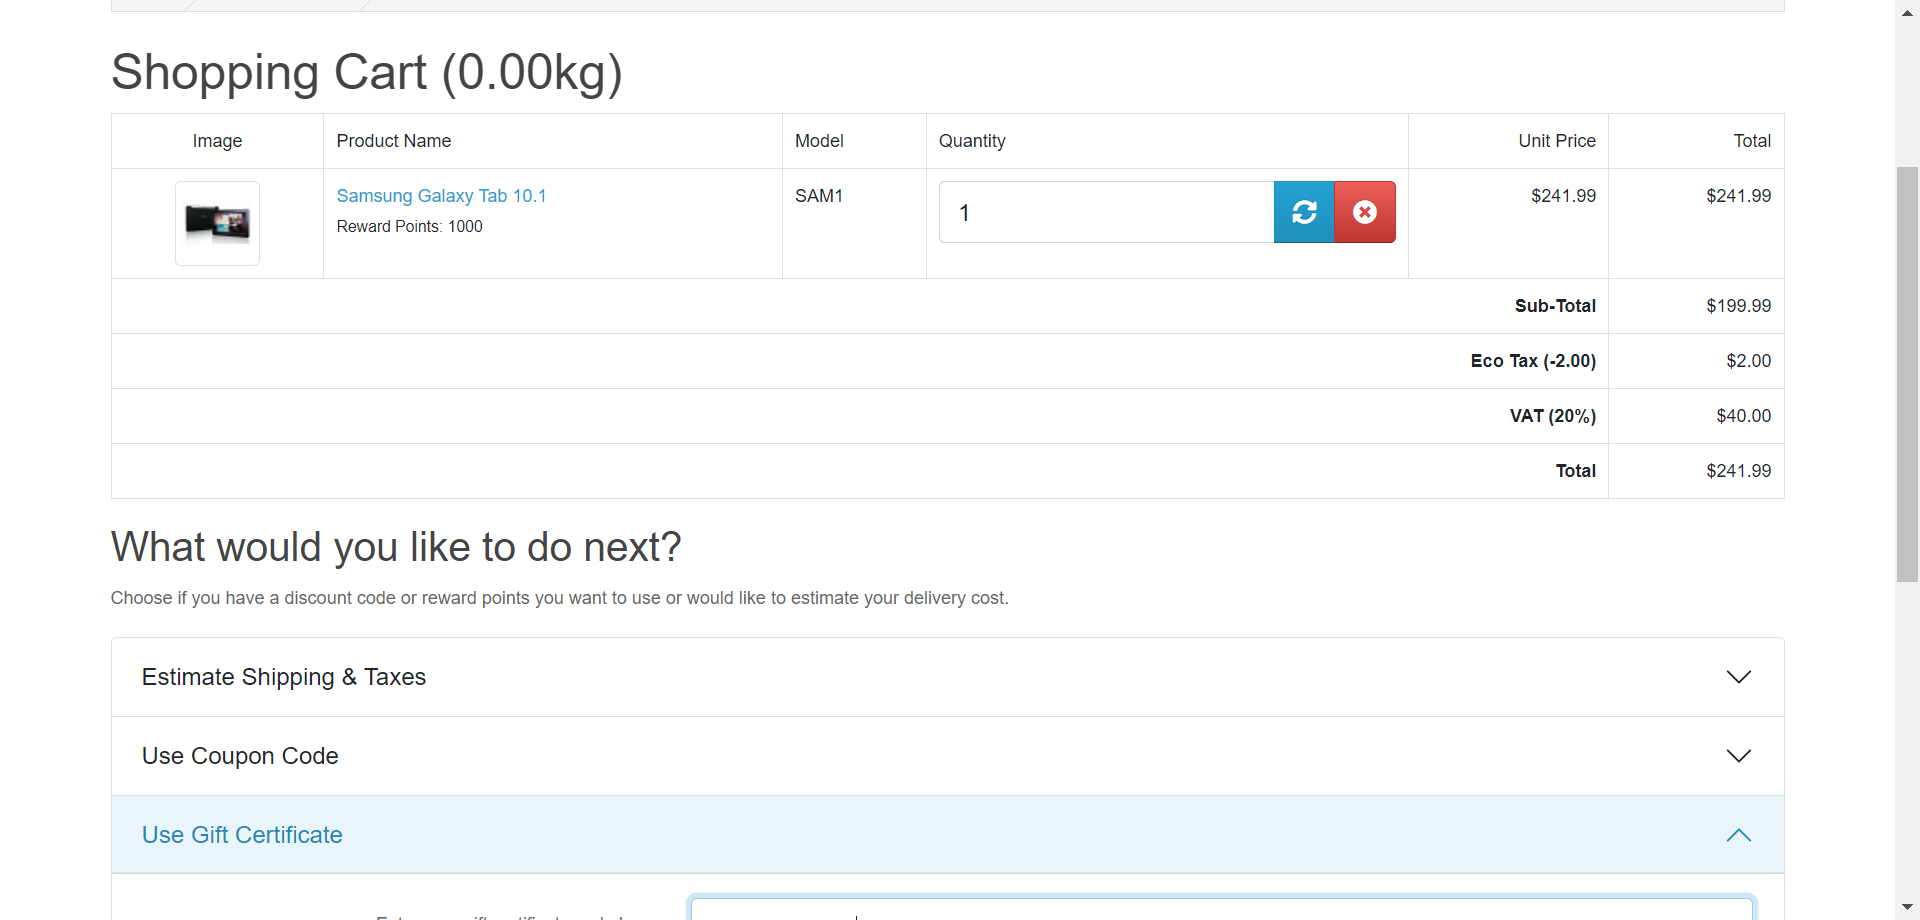 Shopping Cart (0.00kg)
Image Product Name Model Quantity Unit Price Total
Samsung Galaxy Tab 10.1 SAM1 1 $241.99 $241.99
Reward Points: 1000
Sub-Total $199.99
Eco Tax (-2.00) $2.00
VAT (20%) $40.00
Total $241.99
What would you like to do next?
Choose if you have a discount code or reward points you want to use or would like to estimate your delivery cost.
Estimate Shipping & Taxes
Use Coupon Code
Use Gift Certificate